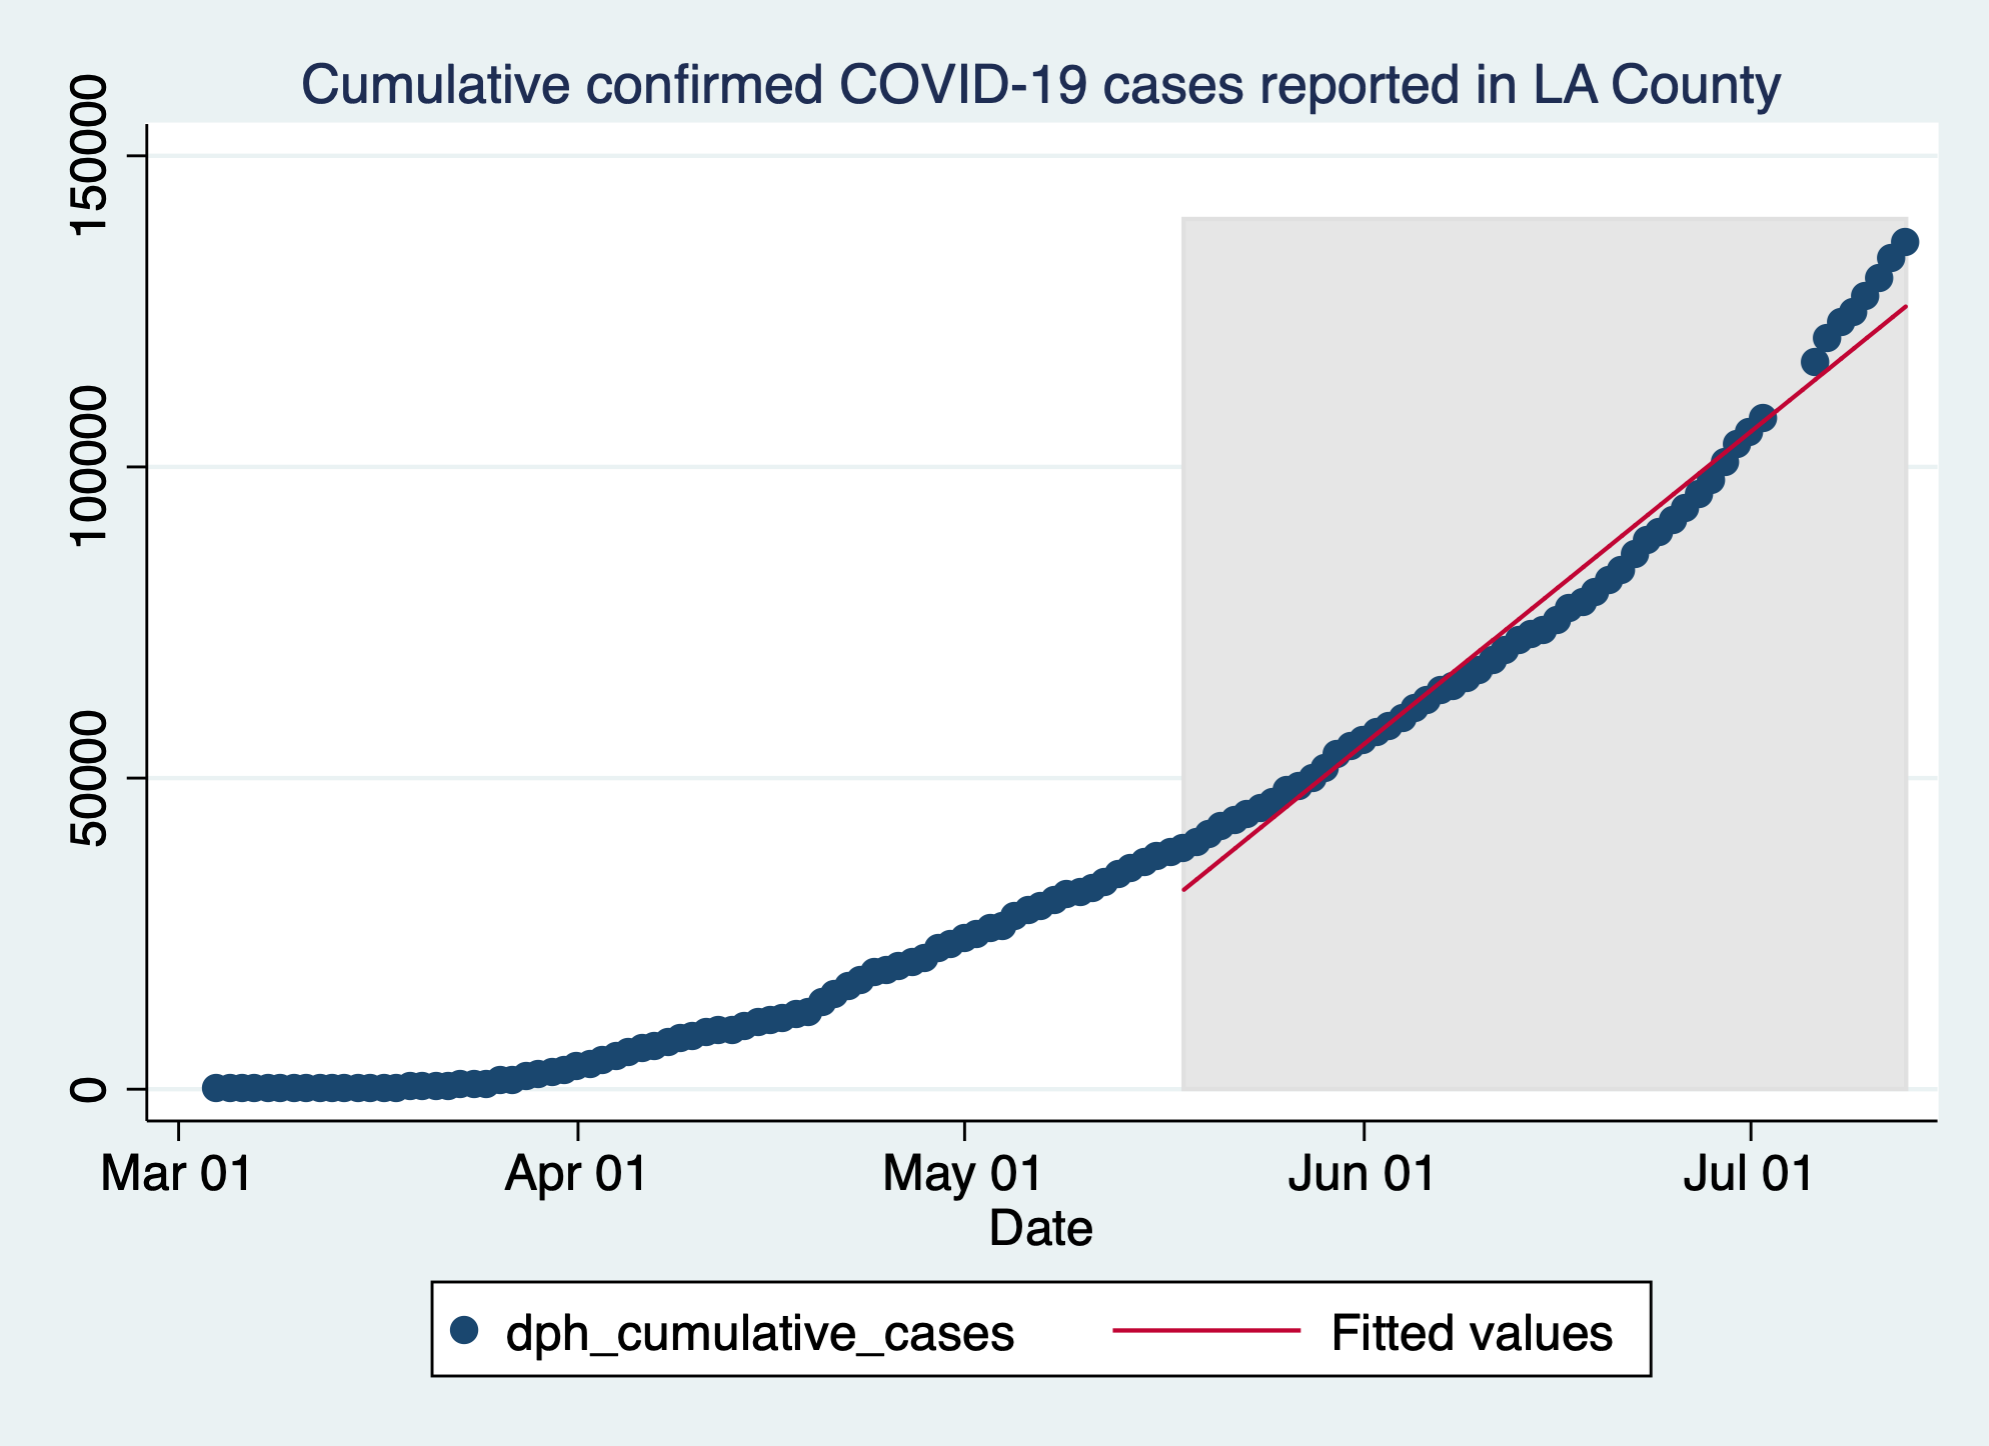 Cumulative confirmed COVID-19 cases reported in LA County
150000
100000
50000
0
Mar 01 Apr 01 May 01 Jun 01 Jul 01
Date
dph_cumulative_cases Fitted values